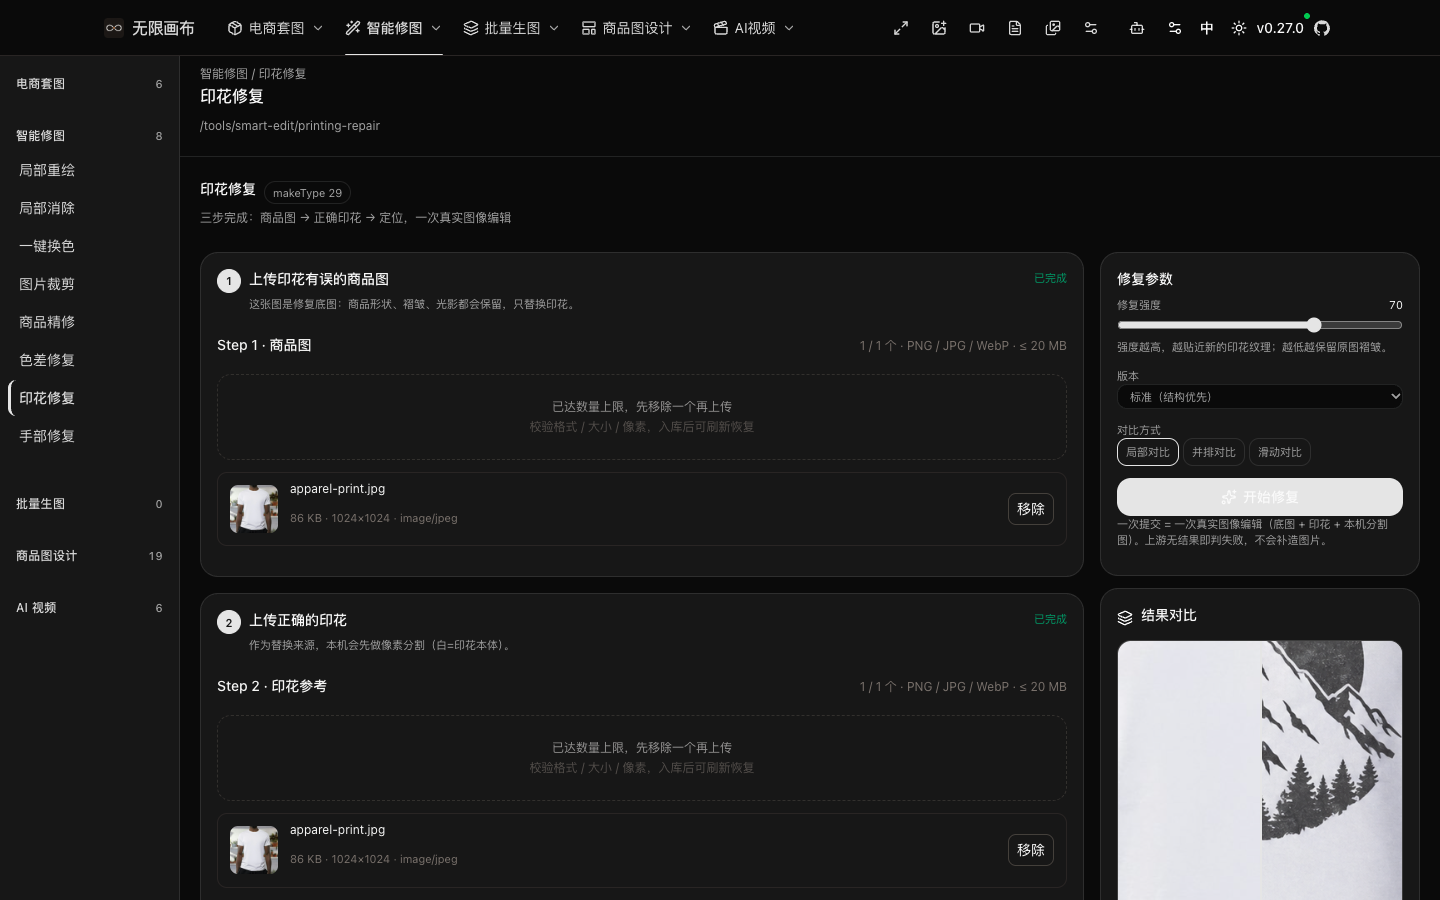 无限画布
电商套图
智能修图
批量生图
商品图设计
AI视频
中
v0.27.0
电商套图 6
智能修图 8
局部重绘
局部消除
一键换色
图片裁剪
商品精修
色差修复
印花修复
手部修复
批量生图 0
商品图设计 19
AI 视频 6
智能修图 / 印花修复
印花修复
/tools/smart-edit/printing-repair
印花修复 makeType 29
三步完成：商品图 → 正确印花 → 定位，一次真实图像编辑
1 上传印花有误的商品图 已完成
这张图是修复底图：商品形状、褶皱、光影都会保留，只替换印花。
Step 1 · 商品图 1 / 1 个 · PNG / JPG / WebP · ≤ 20 MB
已达数量上限，先移除一个再上传
校验格式 / 大小 / 像素，入库后可刷新恢复
apparel-print.jpg
86 KB · 1024×1024 · image/jpeg
移除
2 上传正确的印花 已完成
作为替换来源，本机会先做像素分割（白=印花本体）。
Step 2 · 印花参考 1 / 1 个 · PNG / JPG / WebP · ≤ 20 MB
已达数量上限，先移除一个再上传
校验格式 / 大小 / 像素，入库后可刷新恢复
apparel-print.jpg
86 KB · 1024×1024 · image/jpeg
移除
修复参数
修复强度 70
强度越高，越贴近新的印花纹理；越低越保留原图褶皱。
版本
标准（结构优先）
对比方式
局部对比 并排对比 滑动对比
开始修复
一次提交 = 一次真实图像编辑（底图 + 印花 + 本机分割
图）。上游无结果即判失败，不会补造图片。
结果对比